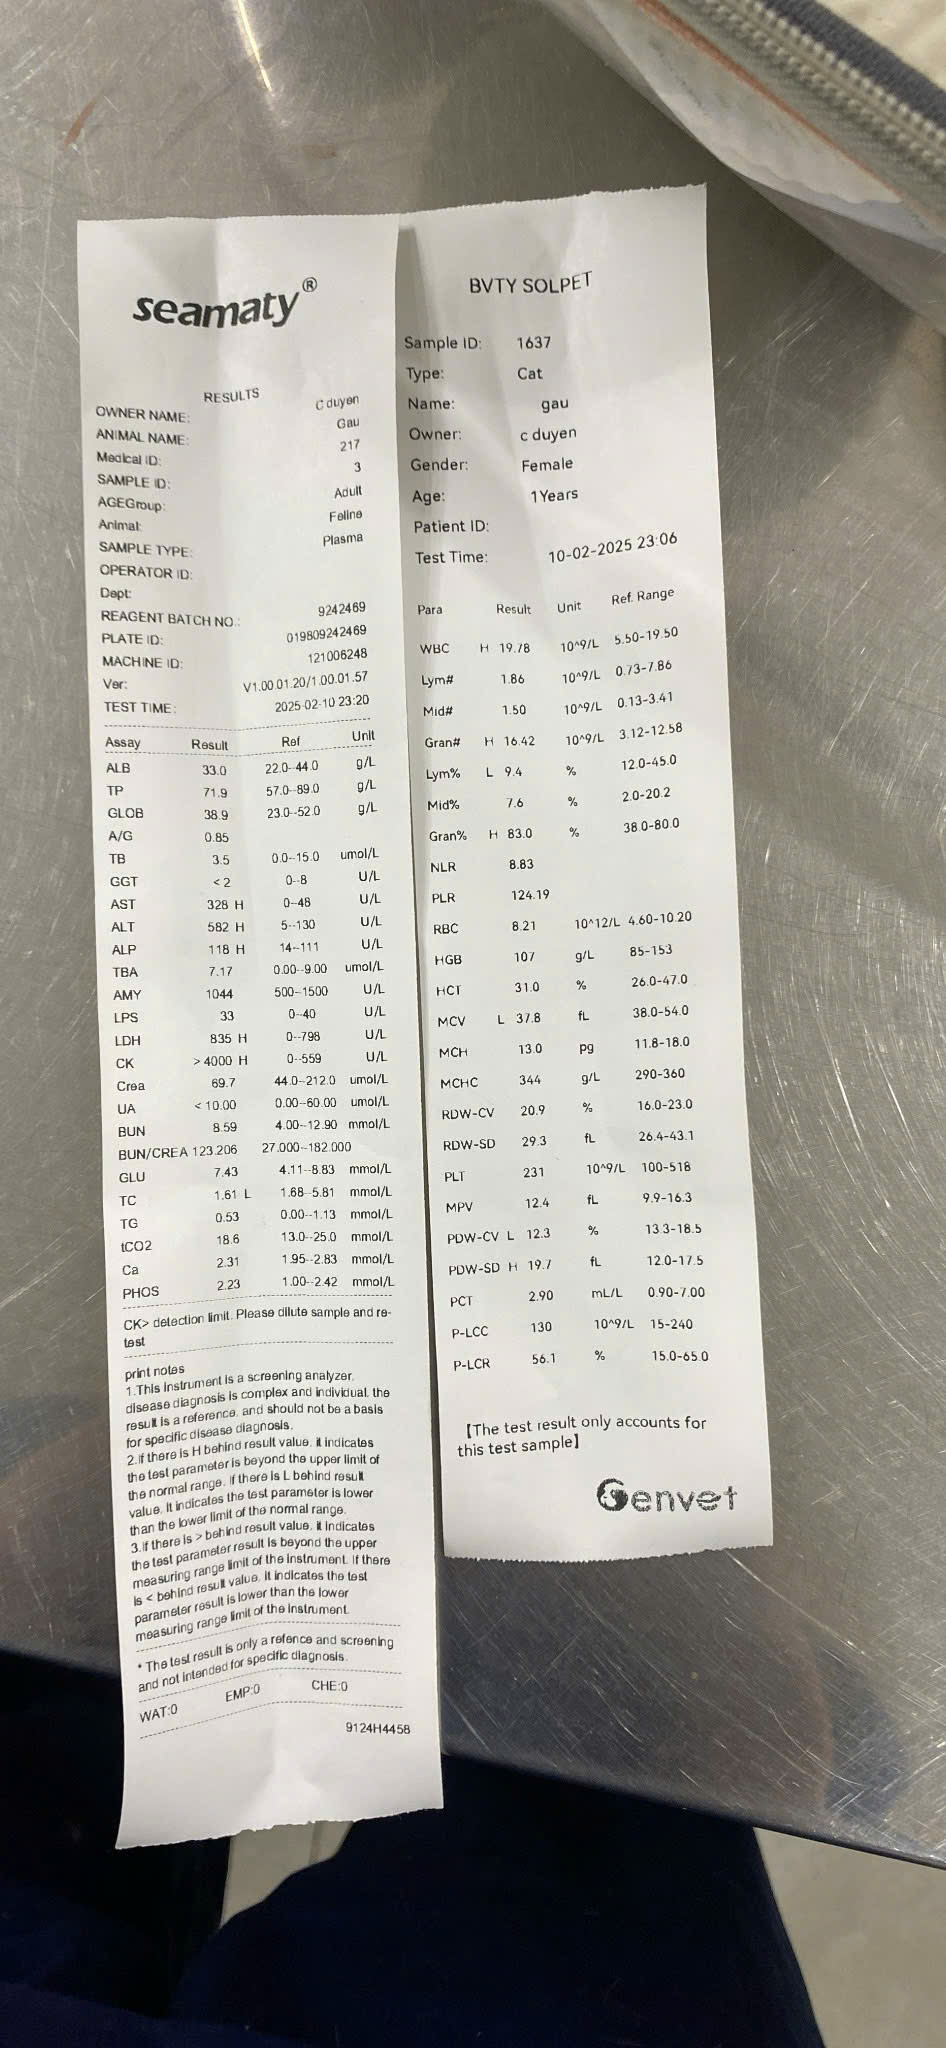 seamaty®
RESULTS
OWNER NAME: C duyen
ANIMAL NAME: Gau
Medical ID: 217
SAMPLE ID: 3
AGEGroup: Adult
Animal: Feline
SAMPLE TYPE: Plasma
OPERATOR ID:
Dept:
REAGENT BATCH NO.: 9242469
PLATE ID: 019809242469
MACHINE ID: 121006248
Ver: V1.00.01.20/1.00.01.57
TEST TIME: 2025-02-10 23:20
Assay Result Ref Unit
ALB 33.0 22.0--44.0 g/L
TP 71.9 57.0--89.0 g/L
GLOB 38.9 23.0--52.0 g/L
A/G 0.85
TB 3.5 0.0--15.0 umol/L
GGT <2 0--8 U/L
AST 328 H 0--48 U/L
ALT 582 H 5--130 U/L
ALP 118 H 14--111 U/L
TBA 7.17 0.00--9.00 umol/L
AMY 1044 500--1500 U/L
LPS 33 0--40 U/L
LDH 835 H 0--798 U/L
CK >4000 H 0--559 U/L
Crea 69.7 44.0--212.0 umol/L
UA <10.00 0.00--60.00 umol/L
BUN 8.59 4.00--12.90 mmol/L
BUN/CREA 123.206 27.000--182.000
GLU 7.43 4.11--8.83 mmol/L
TC 1.61 L 1.68--5.81 mmol/L
TG 0.53 0.00--1.13 mmol/L
tCO2 18.6 13.0--25.0 mmol/L
Ca 2.31 1.95--2.83 mmol/L
PHOS 2.23 1.00--2.42 mmol/L
CK> detection limit. Please dilute sample and re-
test
print notes
1.This instrument is a screening analyzer.
disease diagnosis is complex and individual. the
result is a reference. and should not be a basis
for specific disease diagnosis.
2.If there is H behind result value. it indicates
the test parameter is beyond the upper limit of
the normal range. if there is L behind result
value. It indicates the test parameter is lower
than the lower limit of the normal range.
3.If there is > behind result value. it indicates
the test parameter result is beyond the upper
measuring range limit of the instrument. If there
is < behind result value. It indicates the test
parameter result is lower than the lower
measuring range limit of the instrument.
* The test result is only a refence and screening
and not intended for specific diagnosis.
WAT:0 EMP:0 CHE:0
9124H4458
BVTY SOLPET
Sample ID: 1637
Type: Cat
Name: gau
Owner: c duyen
Gender: Female
Age: 1Years
Patient ID:
Test Time: 10-02-2025 23:06
Para Result Unit Ref. Range
WBC H 19.78 10^9/L 5.50-19.50
Lym# 1.86 10^9/L 0.73-7.86
Mid# 1.50 10^9/L 0.13-3.41
Gran# H 16.42 10^9/L 3.12-12.58
Lym% L 9.4 % 12.0-45.0
Mid% 7.6 % 2.0-20.2
Gran% H 83.0 % 38.0-80.0
NLR 8.83
PLR 124.19
RBC 8.21 10^12/L 4.60-10.20
HGB 107 g/L 85-153
HCT 31.0 % 26.0-47.0
MCV L 37.8 fL 38.0-54.0
MCH 13.0 pg 11.8-18.0
MCHC 344 g/L 290-360
RDW-CV 20.9 % 16.0-23.0
RDW-SD 29.3 fL 26.4-43.1
PLT 231 10^9/L 100-518
MPV 12.4 fL 9.9-16.3
PDW-CV L 12.3 % 13.3-18.5
PDW-SD H 19.7 fL 12.0-17.5
PCT 2.90 mL/L 0.90-7.00
P-LCC 130 10^9/L 15-240
P-LCR 56.1 % 15.0-65.0
【The test result only accounts for
this test sample】
Genvet